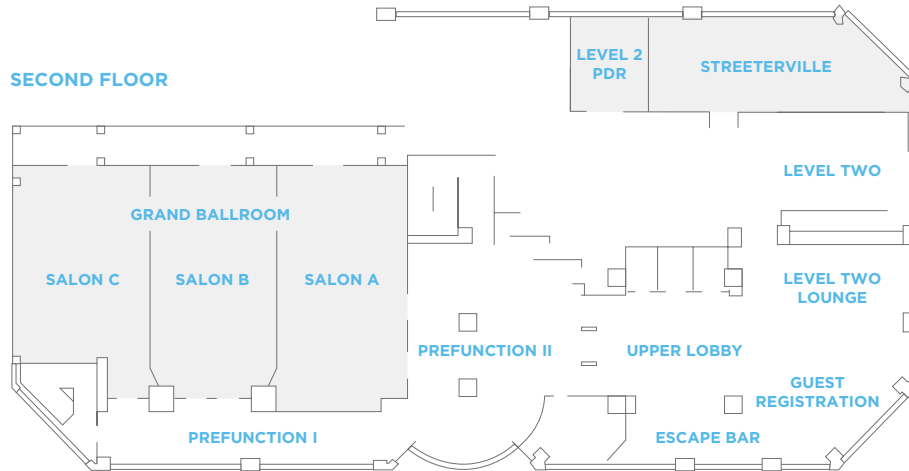 SECOND FLOOR
LEVEL 2
PDR
STREETERVILLE
LEVEL TWO
GRAND BALLROOM
SALON C
SALON B
SALON A
LEVEL TWO
LOUNGE
PREFUNCTION II
UPPER LOBBY
GUEST
REGISTRATION
PREFUNCTION I
ESCAPE BAR